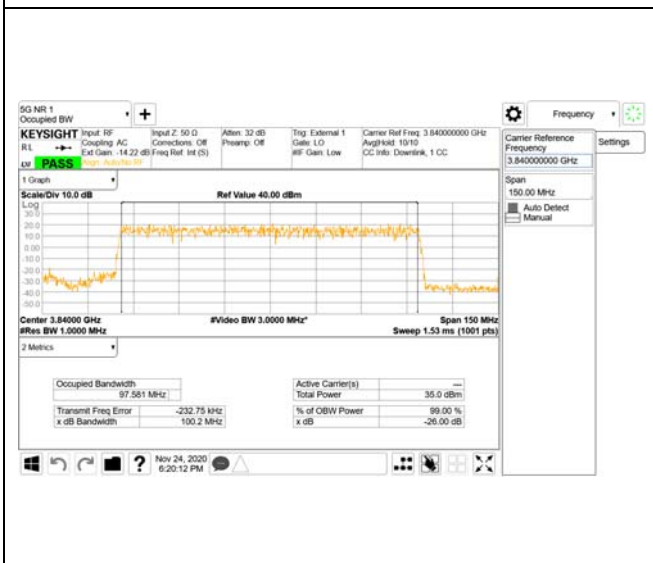 5G NR 1
Occupied BW
Frequency
KEYSIGHT Input: RF Input Z: 50 Ω Atten: 32 dB Trig: External 1 Carrier Ref Freq: 3.840000000 GHz
RL Coupling: AC Corrections: Off Preamp: Off Gate: LO Avg|Hold: 10/10
Ext Gain: -14.22 dB Freq Ref: Int (S) #IF Gain: Low CC Info: Downlink, 1 CC
PASS Align: Auto/No RF
Carrier Reference Frequency
3.840000000 GHz
Settings
Span
150.00 MHz
Auto Detect
Manual
1 Graph
Scale/Div 10.0 dB Ref Value 40.00 dBm
Log
30.0
20.0
10.0
0.00
-10.0
-20.0
-30.0
-40.0
-50.0
Center 3.84000 GHz #Video BW 3.0000 MHz* Span 150 MHz
#Res BW 1.0000 MHz Sweep 1.53 ms (1001 pts)
2 Metrics
Occupied Bandwidth
97.581 MHz
Active Carrier(s) ---
Total Power 35.0 dBm
Transmit Freq Error -232.75 kHz % of OBW Power 99.00 %
x dB Bandwidth 100.2 MHz x dB -26.00 dB
? Nov 24, 2020
6:20:12 PM